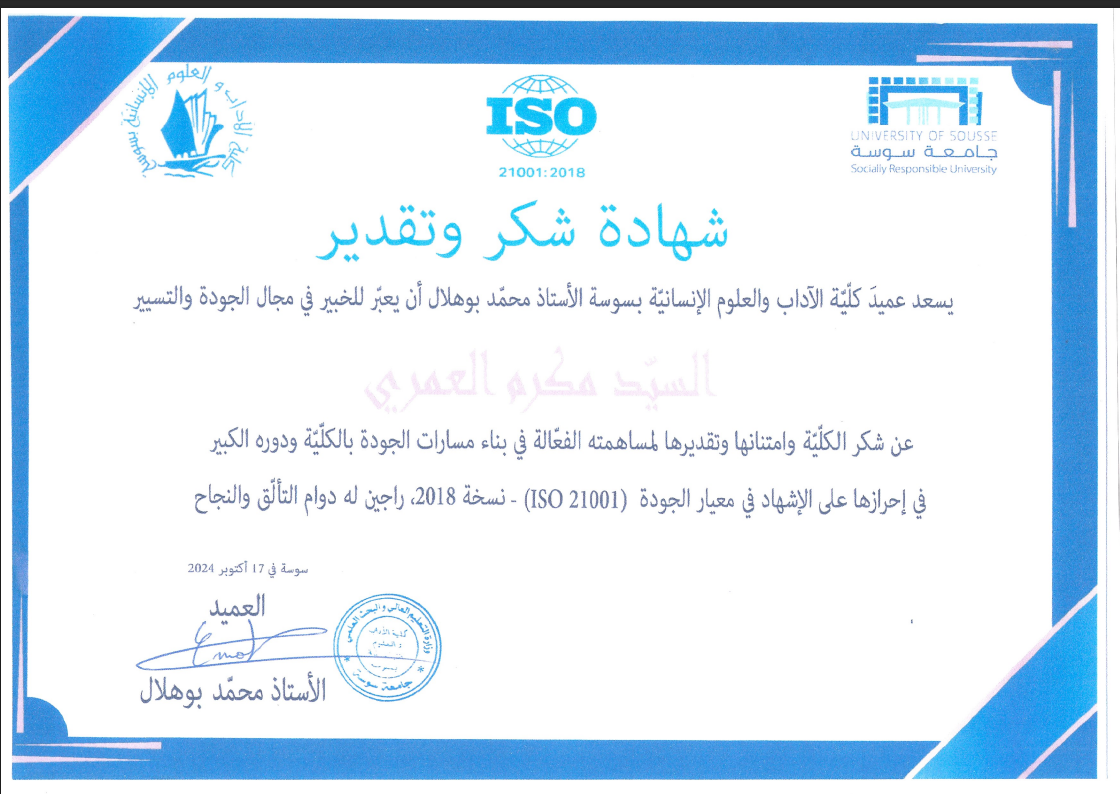 كلية الآداب و العلوم الإنسانية بسوسة
ISO
21001:2018
UNIVERSITY OF SOUSSE
جامعة سوسة
Socially Responsible University
شهادة شكر وتقدير
يسعد عميدَ كلّيّة الآداب والعلوم الإنسانيّة بسوسة الأستاذ محمّد بوهلال أن يعبّر للخبير في مجال الجودة والتسيير
السيّد مكرم العمري
عن شكر الكلّيّة وامتنانها وتقديرها لمساهمته الفعّالة في بناء مسارات الجودة بالكلّيّة ودوره الكبير
في إحرازها على الإشهاد في معيار الجودة (ISO 21001) - نسخة 2018، راجين له دوام التألّق والنجاح
سوسة في 17 أكتوبر 2024
العميد
وزارة التعليم العالي والبحث العلمي
كلية الآداب
و العلوم
بسوسة
* جامعة سوسة *
الأستاذ محمّد بوهلال